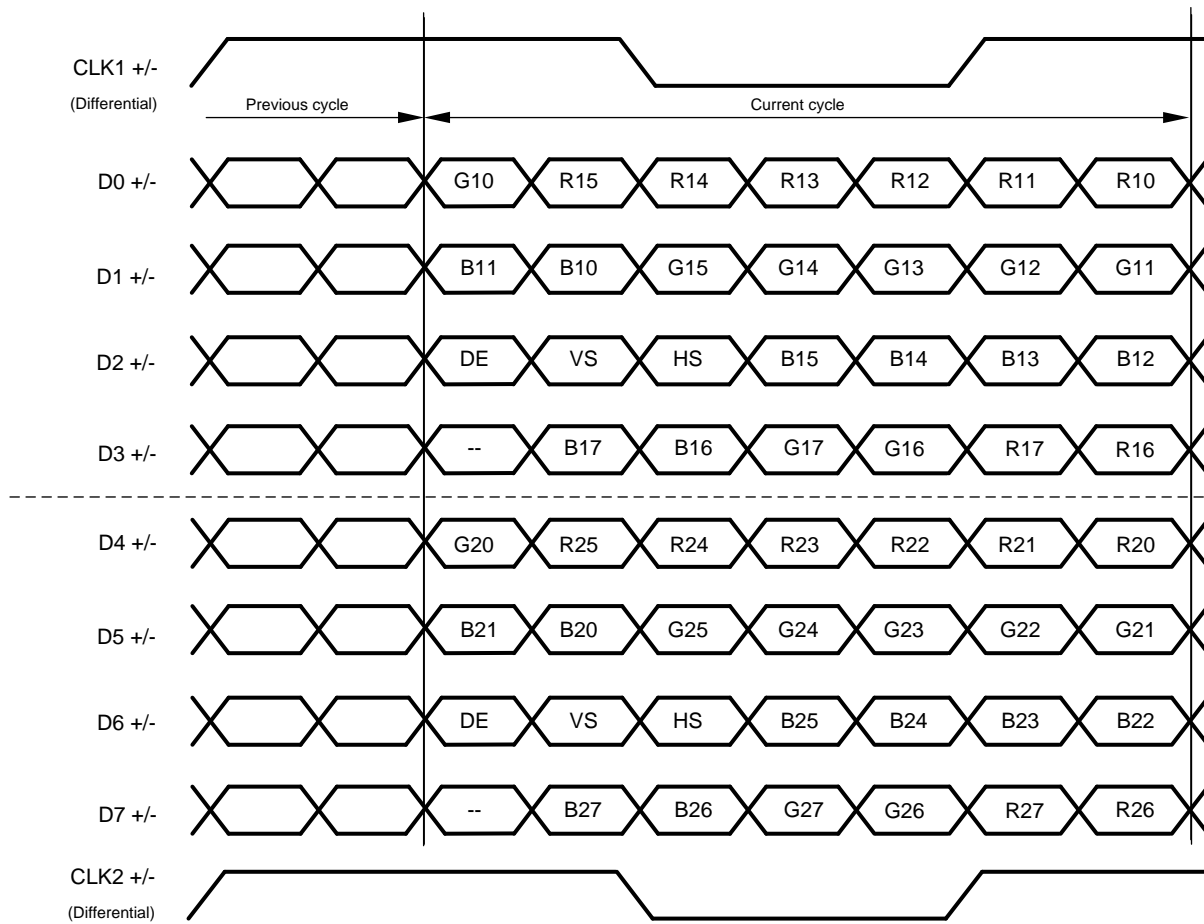 CLK1 +/-
(Differential)
Previous cycle Current cycle
D0 +/- G10 R15 R14 R13 R12 R11 R10
D1 +/- B11 B10 G15 G14 G13 G12 G11
D2 +/- DE VS HS B15 B14 B13 B12
D3 +/- -- B17 B16 G17 G16 R17 R16
D4 +/- G20 R25 R24 R23 R22 R21 R20
D5 +/- B21 B20 G25 G24 G23 G22 G21
D6 +/- DE VS HS B25 B24 B23 B22
D7 +/- -- B27 B26 G27 G26 R27 R26
CLK2 +/-
(Differential)